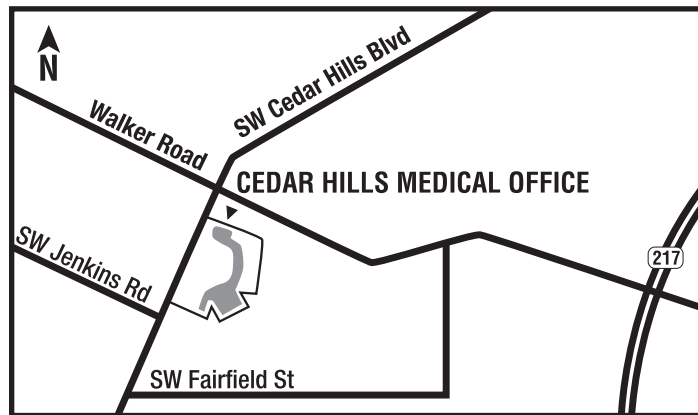 N
SW Cedar Hills Blvd
Walker Road
CEDAR HILLS MEDICAL OFFICE
SW Jenkins Rd
217
SW Fairfield St